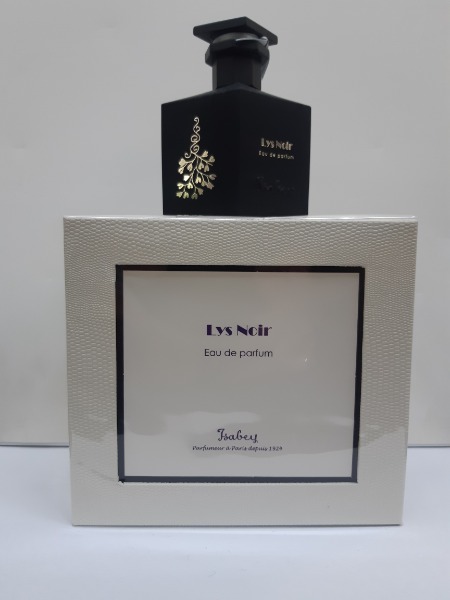 Lys Noir
Eau de parfum
Lys Noir
Eau de parfum
Isabey
Parfumeur à Paris depuis 1924